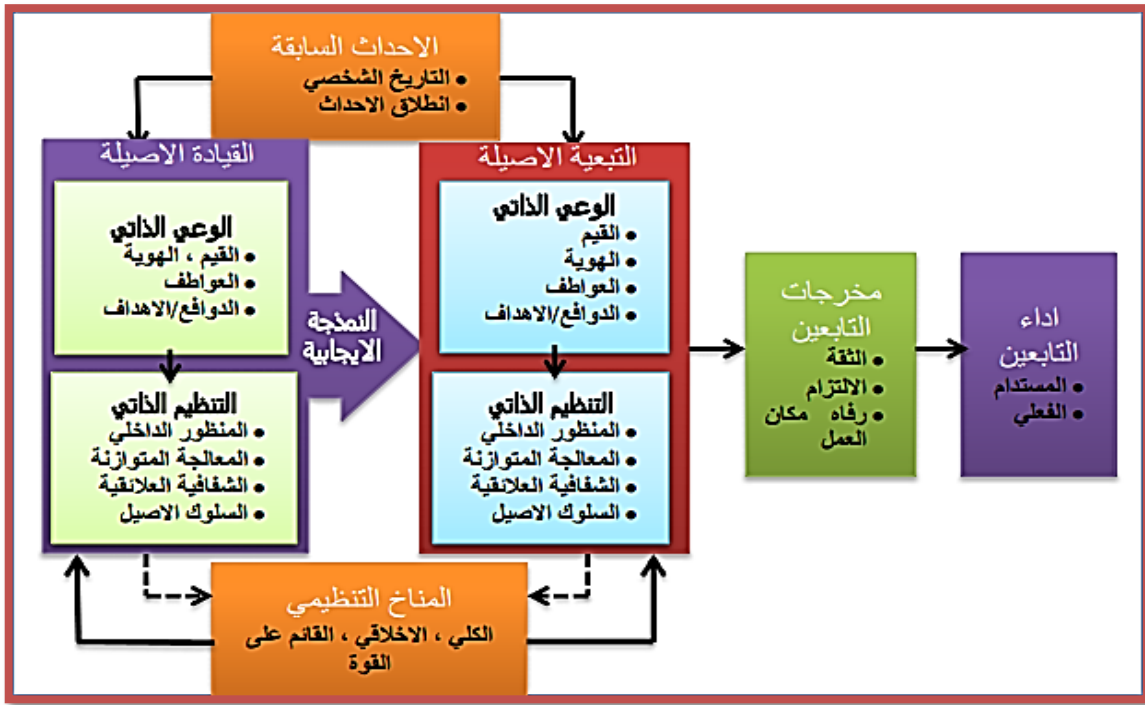 الاحداث السابقة
● التاريخ الشخصي
● انطلاق الاحداث
التبعية الاصيلة
الوعي الذاتي
● القيم
● الهوية
● العواطف
● الدوافع/الاهداف
التنظيم الذاتي
● المنظور الداخلي
● المعالجة المتوازنة
● الشفافية العلائقية
● السلوك الاصيل
القيادة الاصيلة
الوعي الذاتي
● القيم ، الهوية
● العواطف
● الدوافع/الاهداف
التنظيم الذاتي
● المنظور الداخلي
● المعالجة المتوازنة
● الشفافية العلائقية
● السلوك الاصيل
النمذجة
الايجابية
مخرجات
التابعين
● الثقة
● الالتزام
● رفاه مكان
العمل
اداء
التابعين
● المستدام
● الفعلي
المناخ التنظيمي
الكلي ، الاخلاقي ، القائم على
القوة